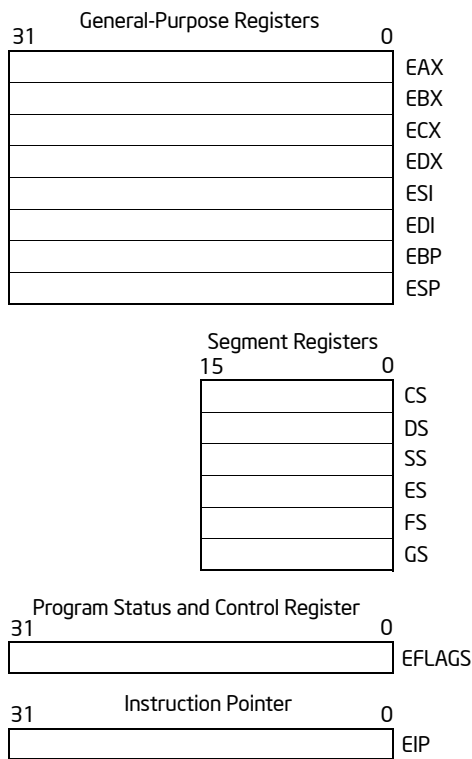 General-Purpose Registers
31 0
EAX
EBX
ECX
EDX
ESI
EDI
EBP
ESP
Segment Registers
15 0
CS
DS
SS
ES
FS
GS
Program Status and Control Register
31 0
EFLAGS
Instruction Pointer
31 0
EIP